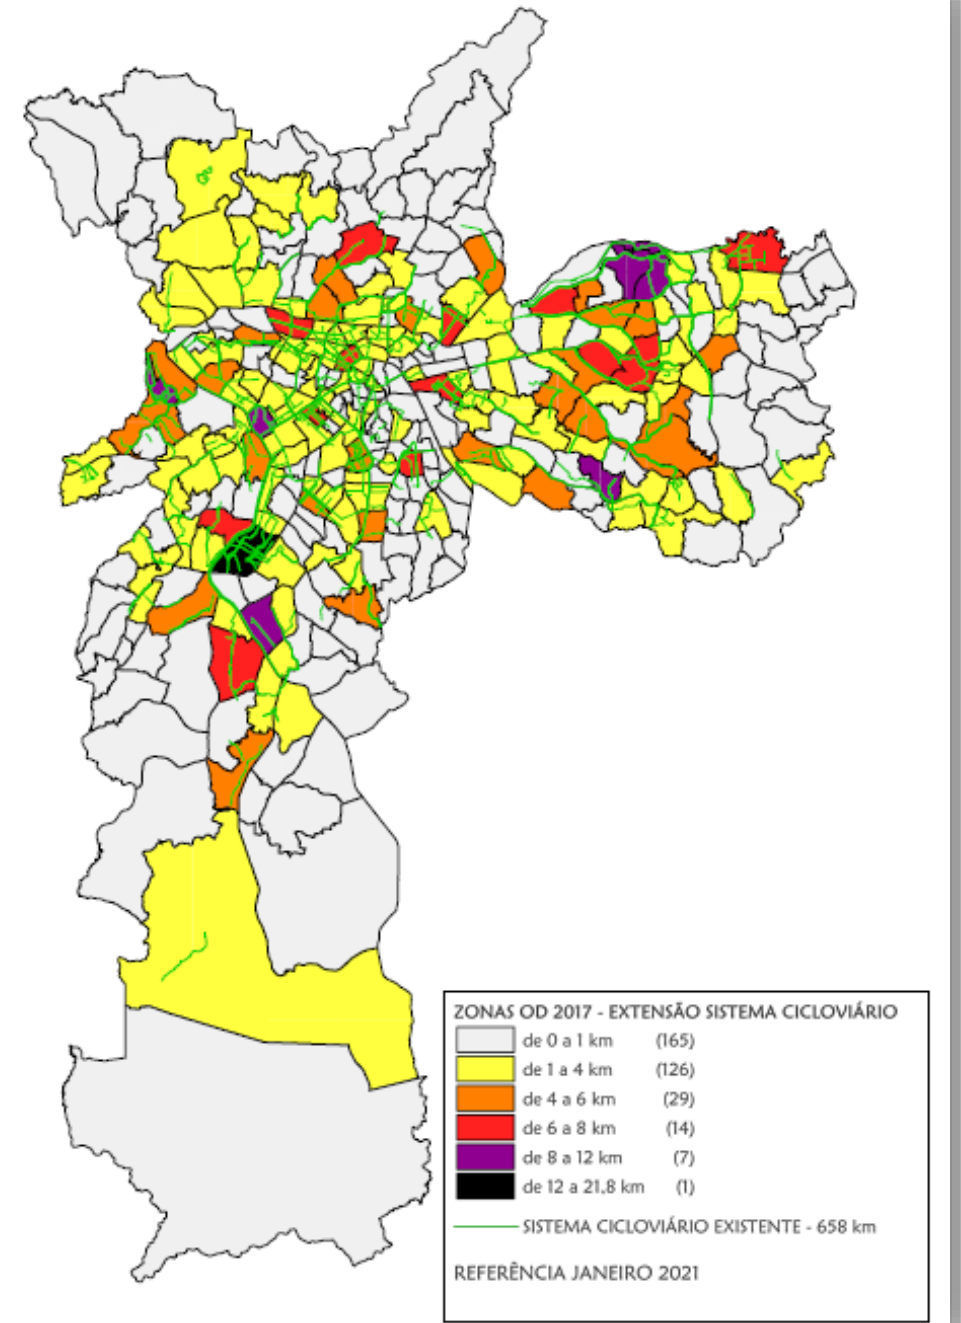 ZONAS OD 2017 - EXTENSÃO SISTEMA CICLOVIÁRIO
de 0 a 1 km (165)
de 1 a 4 km (126)
de 4 a 6 km (29)
de 6 a 8 km (14)
de 8 a 12 km (7)
de 12 a 21,8 km (1)
SISTEMA CICLOVIÁRIO EXISTENTE - 658 km
REFERÊNCIA JANEIRO 2021